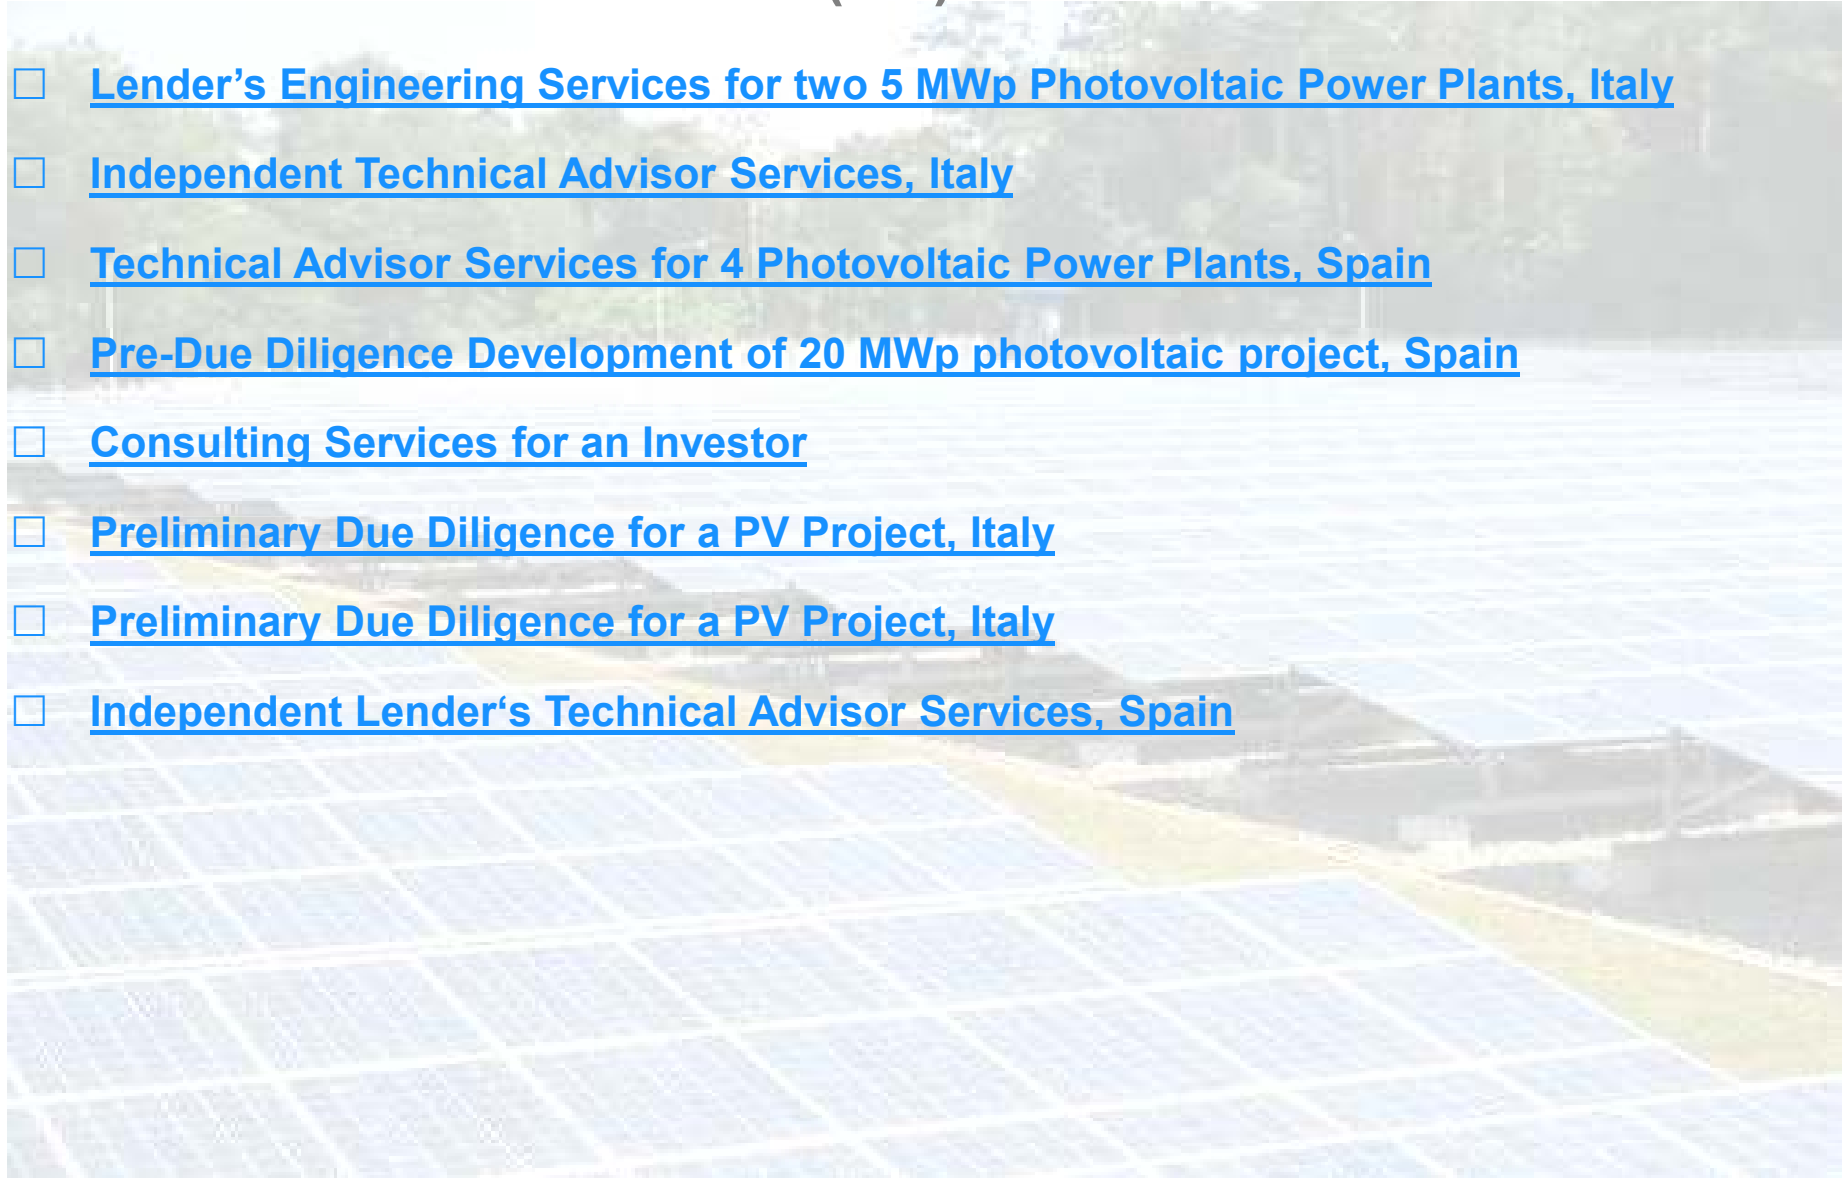 ☐ Lender’s Engineering Services for two 5 MWp Photovoltaic Power Plants, Italy
☐ Independent Technical Advisor Services, Italy
☐ Technical Advisor Services for 4 Photovoltaic Power Plants, Spain
☐ Pre-Due Diligence Development of 20 MWp photovoltaic project, Spain
☐ Consulting Services for an Investor
☐ Preliminary Due Diligence for a PV Project, Italy
☐ Preliminary Due Diligence for a PV Project, Italy
☐ Independent Lender‘s Technical Advisor Services, Spain